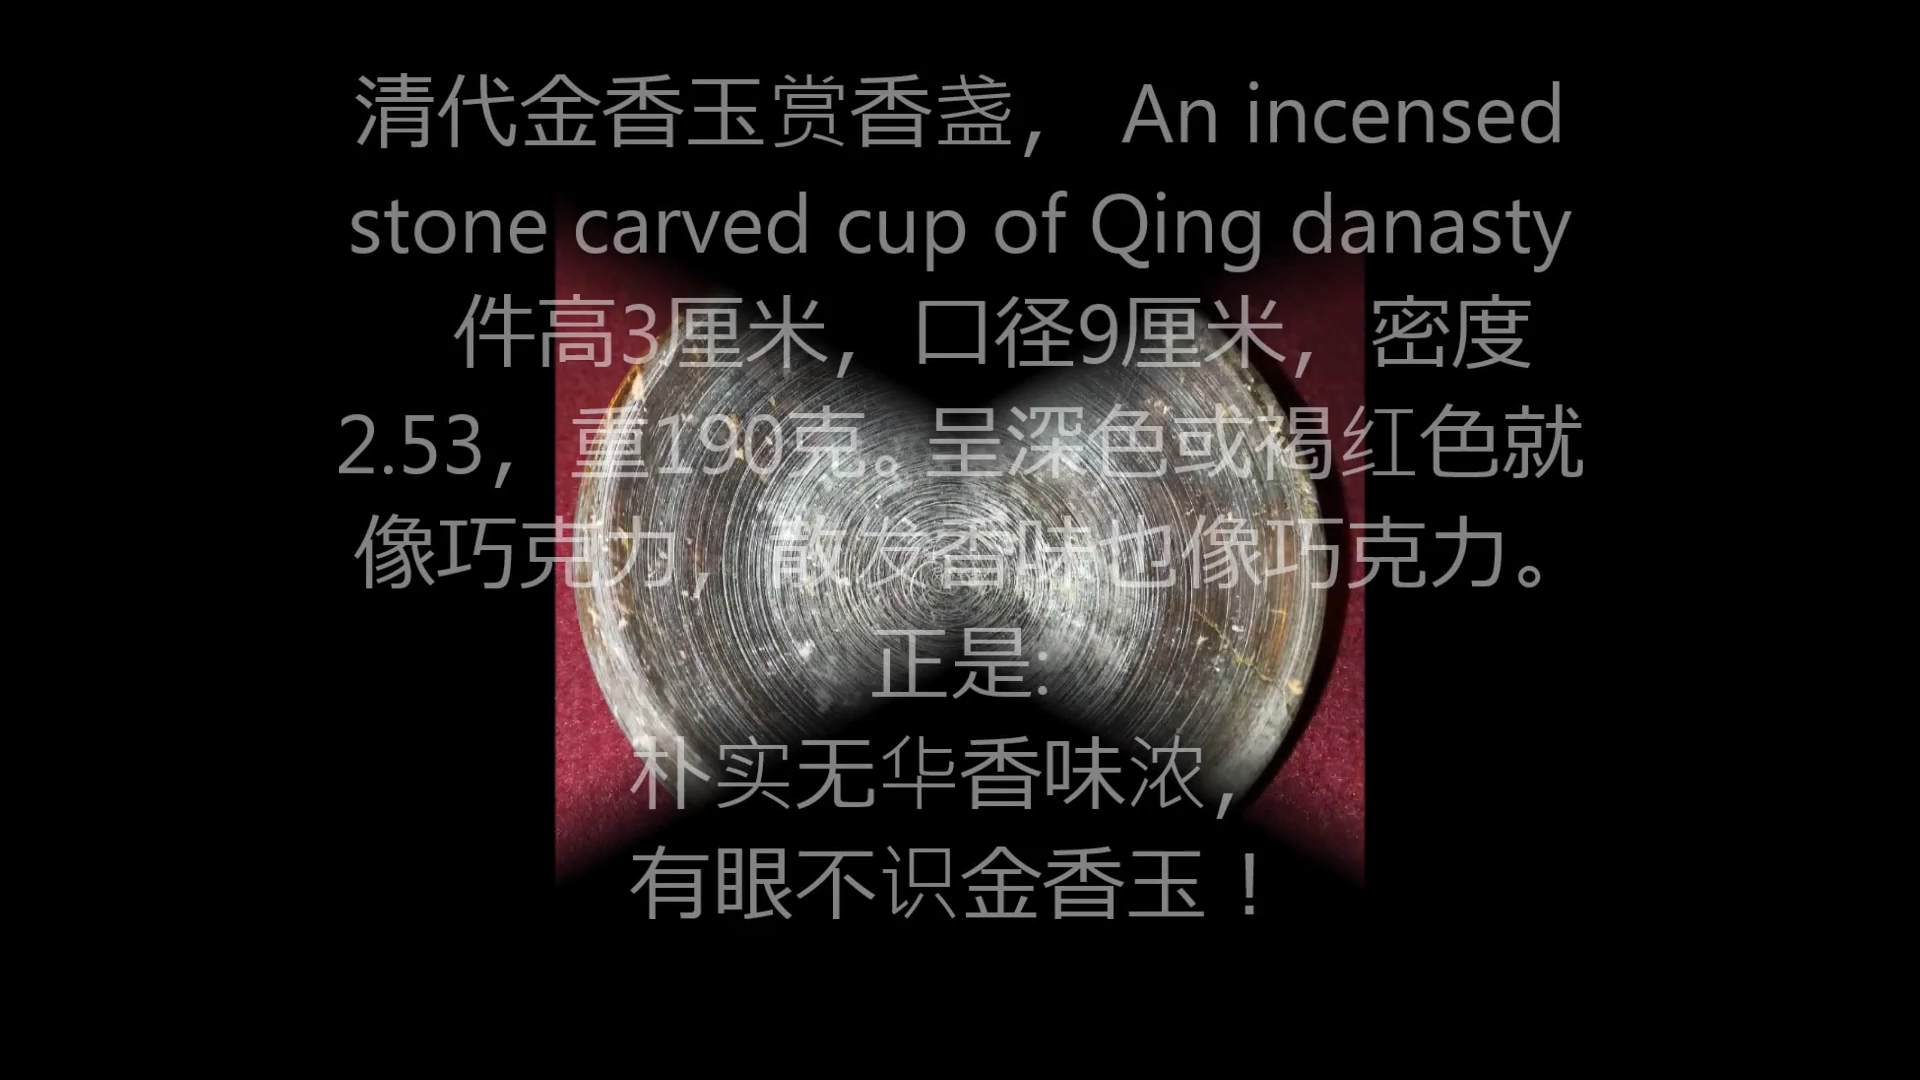 清代金香玉赏香盏， An incensed
stone carved cup of Qing danasty
件高3厘米，口径9厘米，密度
2.53，重190克。呈深色或褐红色就
像巧克力，散发香味也像巧克力。
正是:
朴实无华香味浓，
有眼不识金香玉！